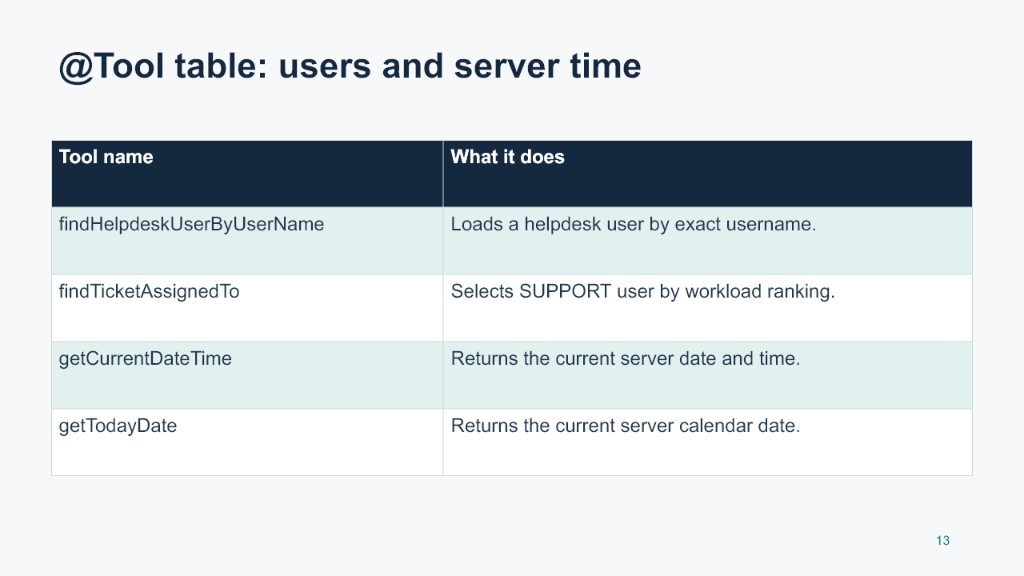 @Tool table: users and server time
Tool name
What it does
findHelpdeskUserByUserName
Loads a helpdesk user by exact username.
findTicketAssignedTo
Selects SUPPORT user by workload ranking.
getCurrentDateTime
Returns the current server date and time.
getTodayDate
Returns the current server calendar date.
13